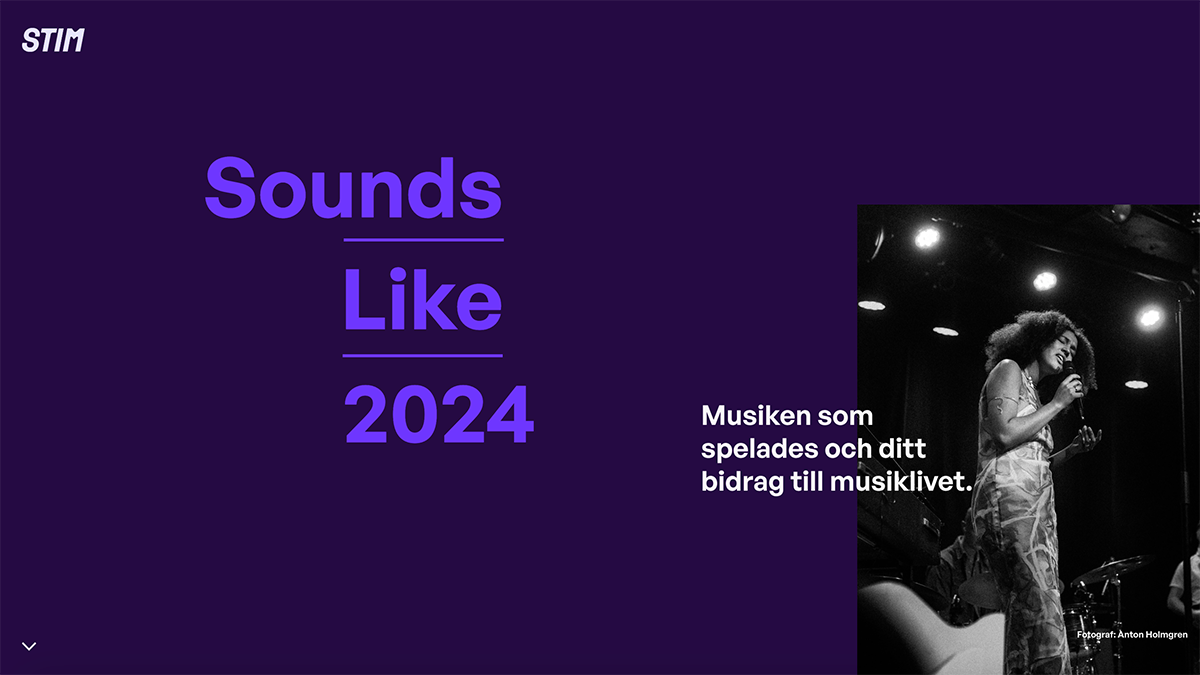 STIM
Sounds
Like
2024
Musiken som
spelades och ditt
bidrag till musiklivet.
Fotograf: Anton Holmgren